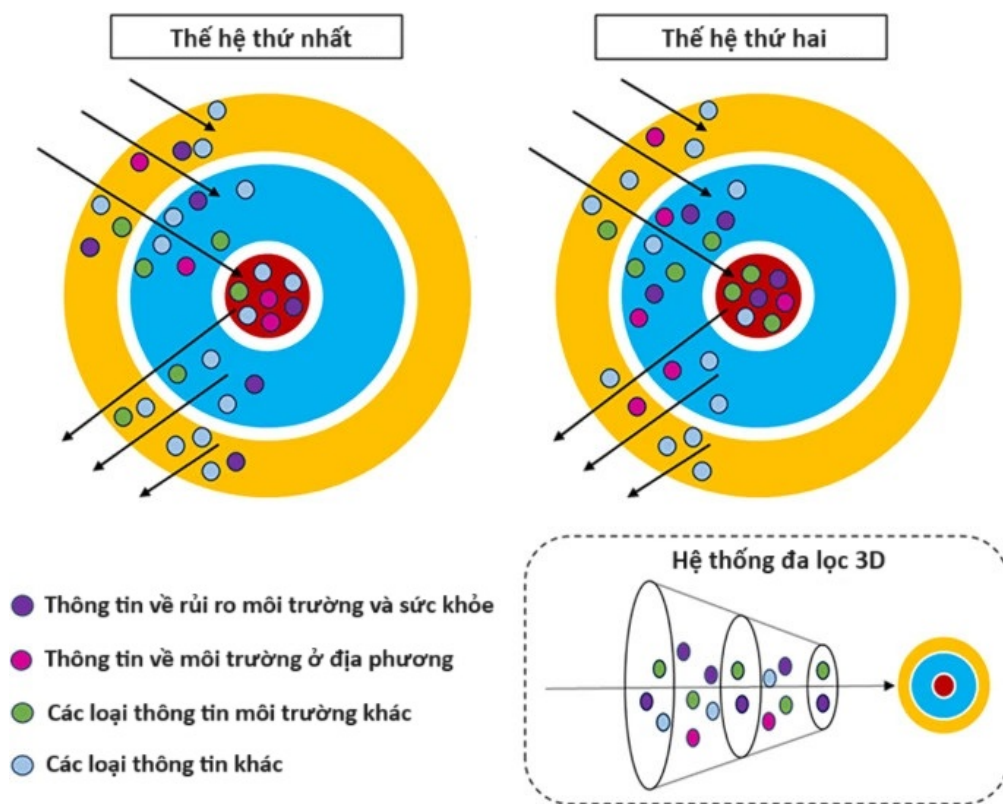 Thế hệ thứ nhất
Thế hệ thứ hai
Hệ thống đa lọc 3D
Thông tin về rủi ro môi trường và sức khỏe
Thông tin về môi trường ở địa phương
Các loại thông tin môi trường khác
Các loại thông tin khác